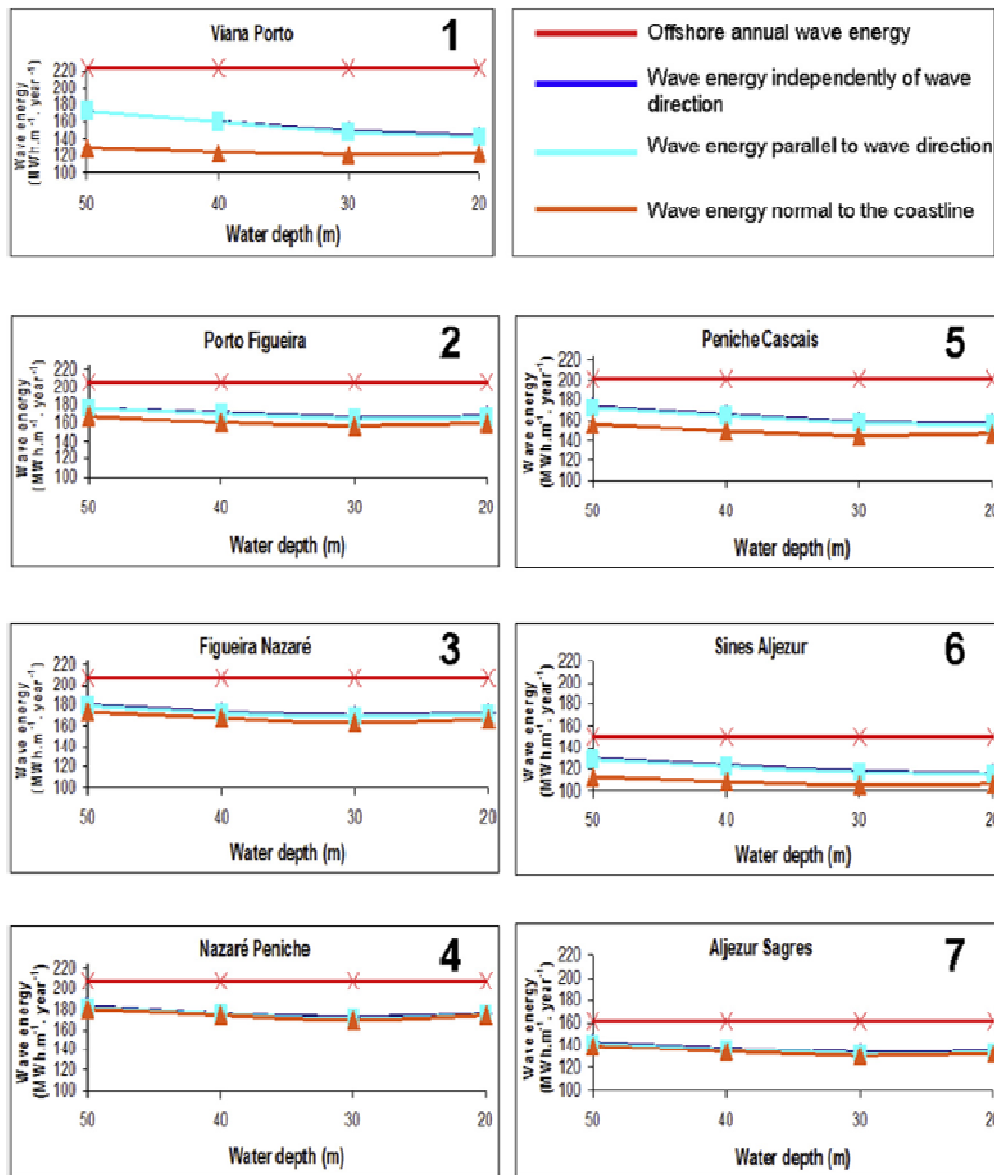 Viana Porto
1
Wave energy
(MWh.m⁻¹. year⁻¹)
220
200
180
160
140
120
100
50 40 30 20
Water depth (m)
Offshore annual wave energy
Wave energy independently of wave
direction
Wave energy parallel to wave direction
Wave energy normal to the coastline
Porto Figueira
2
Wave energy
(MWh.m⁻¹. year⁻¹)
220
200
180
160
140
120
100
50 40 30 20
Water depth (m)
Peniche Cascais
5
Wave energy
(MWh.m⁻¹. year⁻¹)
220
200
180
160
140
120
100
50 40 30 20
Water depth (m)
Figueira Nazaré
3
Wave energy
(MWh.m⁻¹. year⁻¹)
220
200
180
160
140
120
100
50 40 30 20
Water depth (m)
Sines Aljezur
6
Wave energy
(MWh.m⁻¹. year⁻¹)
220
200
180
160
140
120
100
50 40 30 20
Water depth (m)
Nazaré Peniche
4
Wave energy
(MWh.m⁻¹. year⁻¹)
220
200
180
160
140
120
100
50 40 30 20
Water depth (m)
Aljezur Sagres
7
Wave energy
(MWh.m⁻¹. year⁻¹)
220
200
180
160
140
120
100
50 40 30 20
Water depth (m)